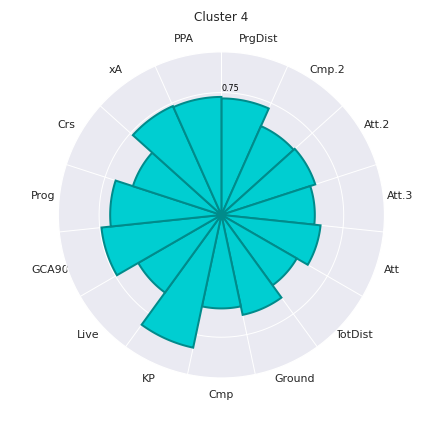 Cluster 4
PPA
PrgDist
xA
Cmp.2
0.75
Crs
Att.2
Prog
Att.3
GCA90
Att
Live
TotDist
KP
Ground
Cmp